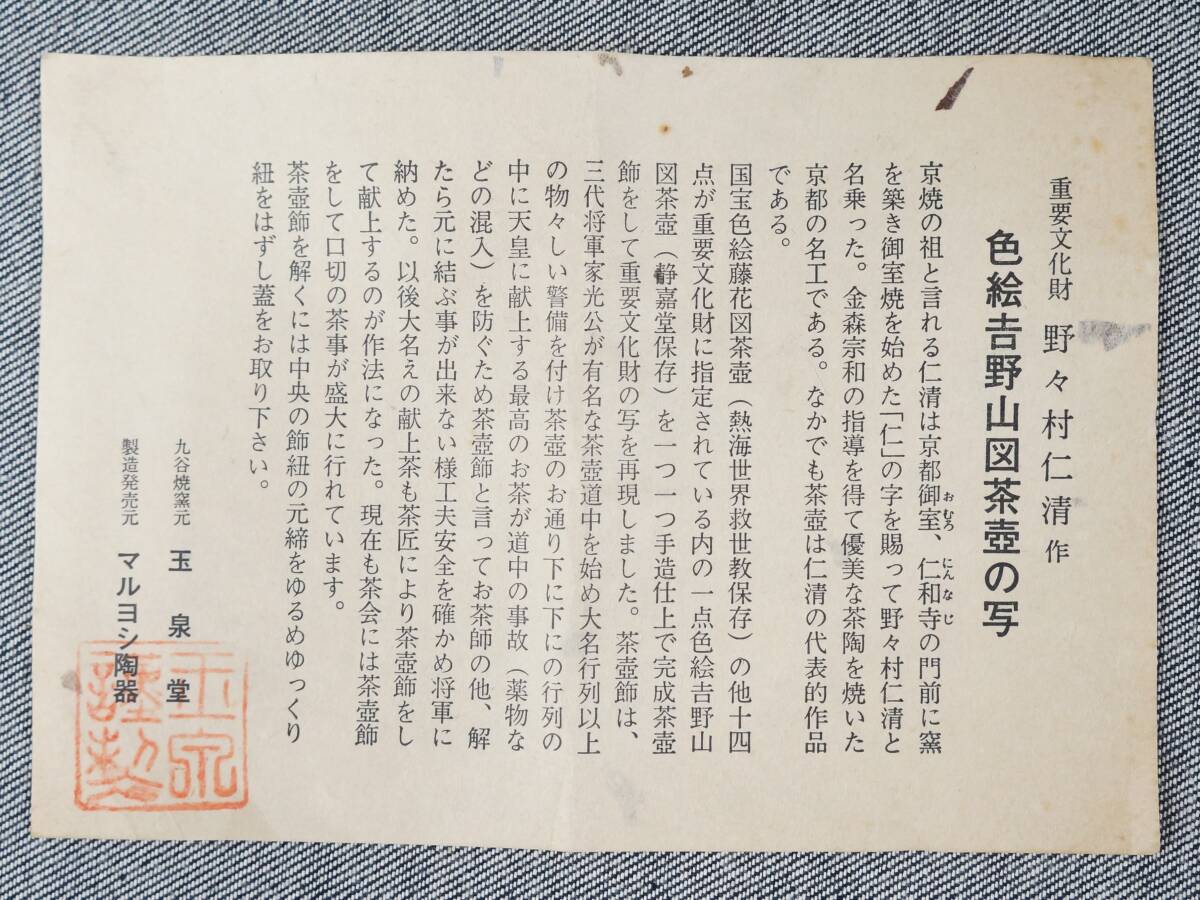 重要文化財 野々村仁清作
色絵𠮷野山図茶壺の写
京焼の祖と言れる仁清は京都御室、仁和寺の門前に窯
おむろ
にんなじ
を築き御室焼を始めた「仁」の字を賜って野々村仁清と
名乗った。金森宗和の指導を得て優美な茶陶を焼いた
京都の名工である。なかでも茶壺は仁清の代表的作品
である。
国宝色絵藤花図茶壺(熱海世界救世教保存)の他十四
点が重要文化財に指定されている内の一点色絵𠮷野山
図茶壺(静嘉堂保存)を一つ一つ手造仕上で完成茶壺
飾をして重要文化財の写を再現しました。茶壺飾は、
三代将軍家光公が有名な茶壺道中を始め大名行列以上
の物々しい警備を付け茶壺のお通り下に下にの行列の
中に天皇に献上する最高のお茶が道中の事故(薬物な
どの混入)を防ぐため茶壺飾と言ってお茶師の他、解
たら元に結ぶ事が出来ない様工夫安全を確かめ将軍に
納めた。以後大名えの献上茶も茶匠により茶壺飾をし
て献上するのが作法になった。現在も茶会には茶壺飾
をして口切の茶事が盛大に行れています。
茶壺飾を解くには中央の飾紐の元締をゆるめゆっくり
紐をはずし蓋をお取り下さい。
九谷焼窯元 玉泉堂
製造発売元 マルヨシ陶器
玉泉
謹製